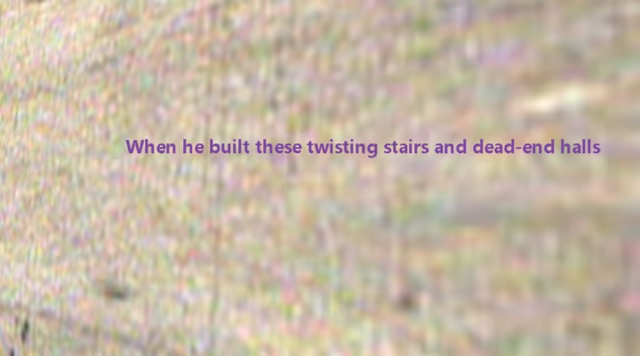 When he built these twisting stairs and dead-end halls